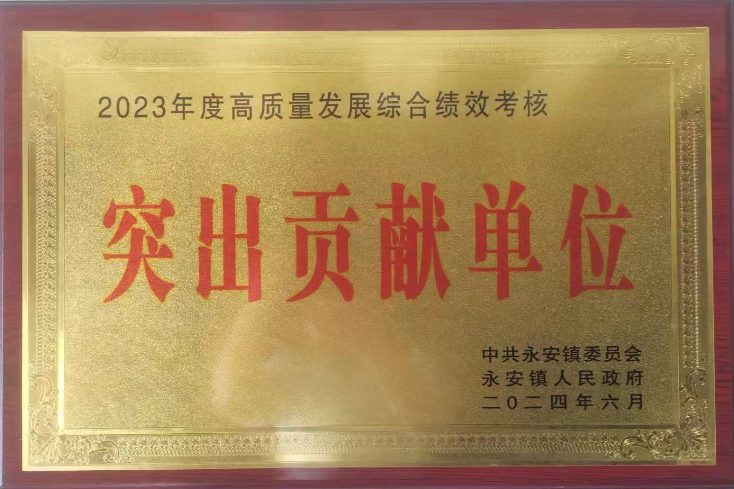 2023年度高质量发展综合绩效考核
突出贡献单位
中共永安镇委员会
永安镇人民政府
二〇二四年六月